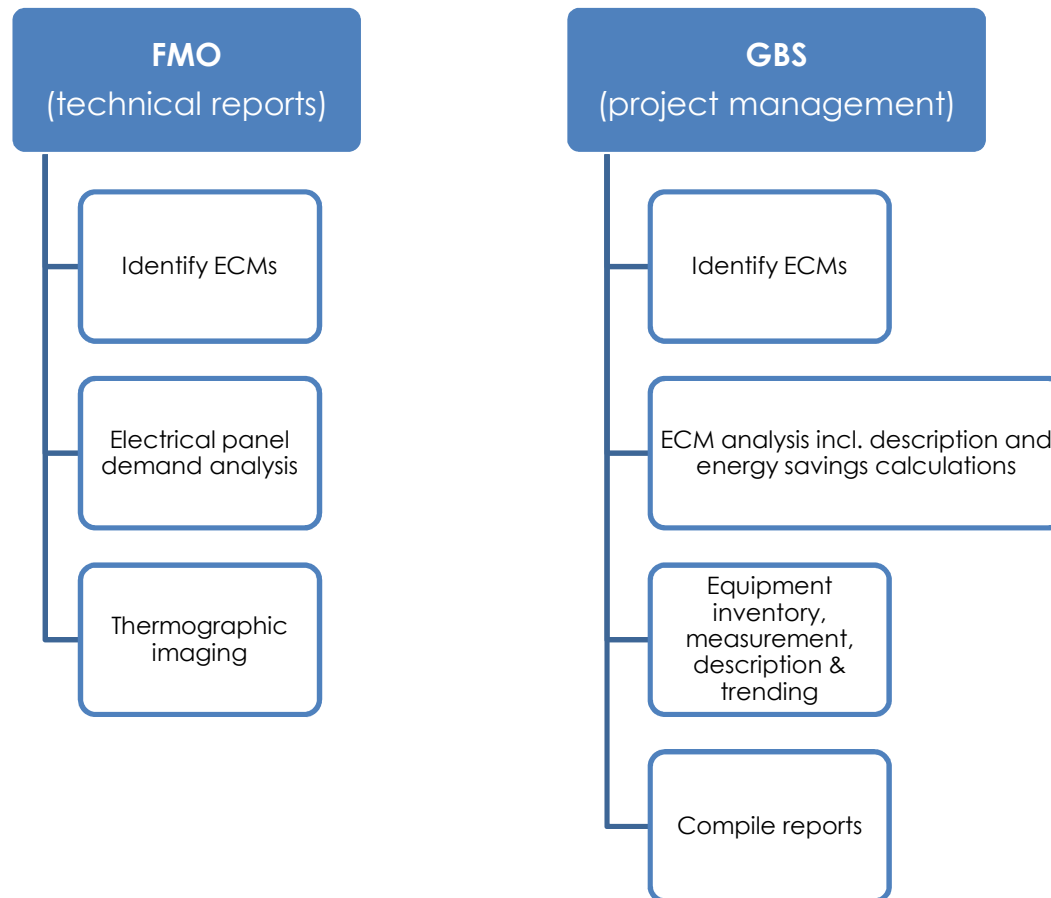 FMO
(technical reports)
Identify ECMs
Electrical panel
demand analysis
Thermographic
imaging
GBS
(project management)
Identify ECMs
ECM analysis incl. description and
energy savings calculations
Equipment
inventory,
measurement,
description &
trending
Compile reports